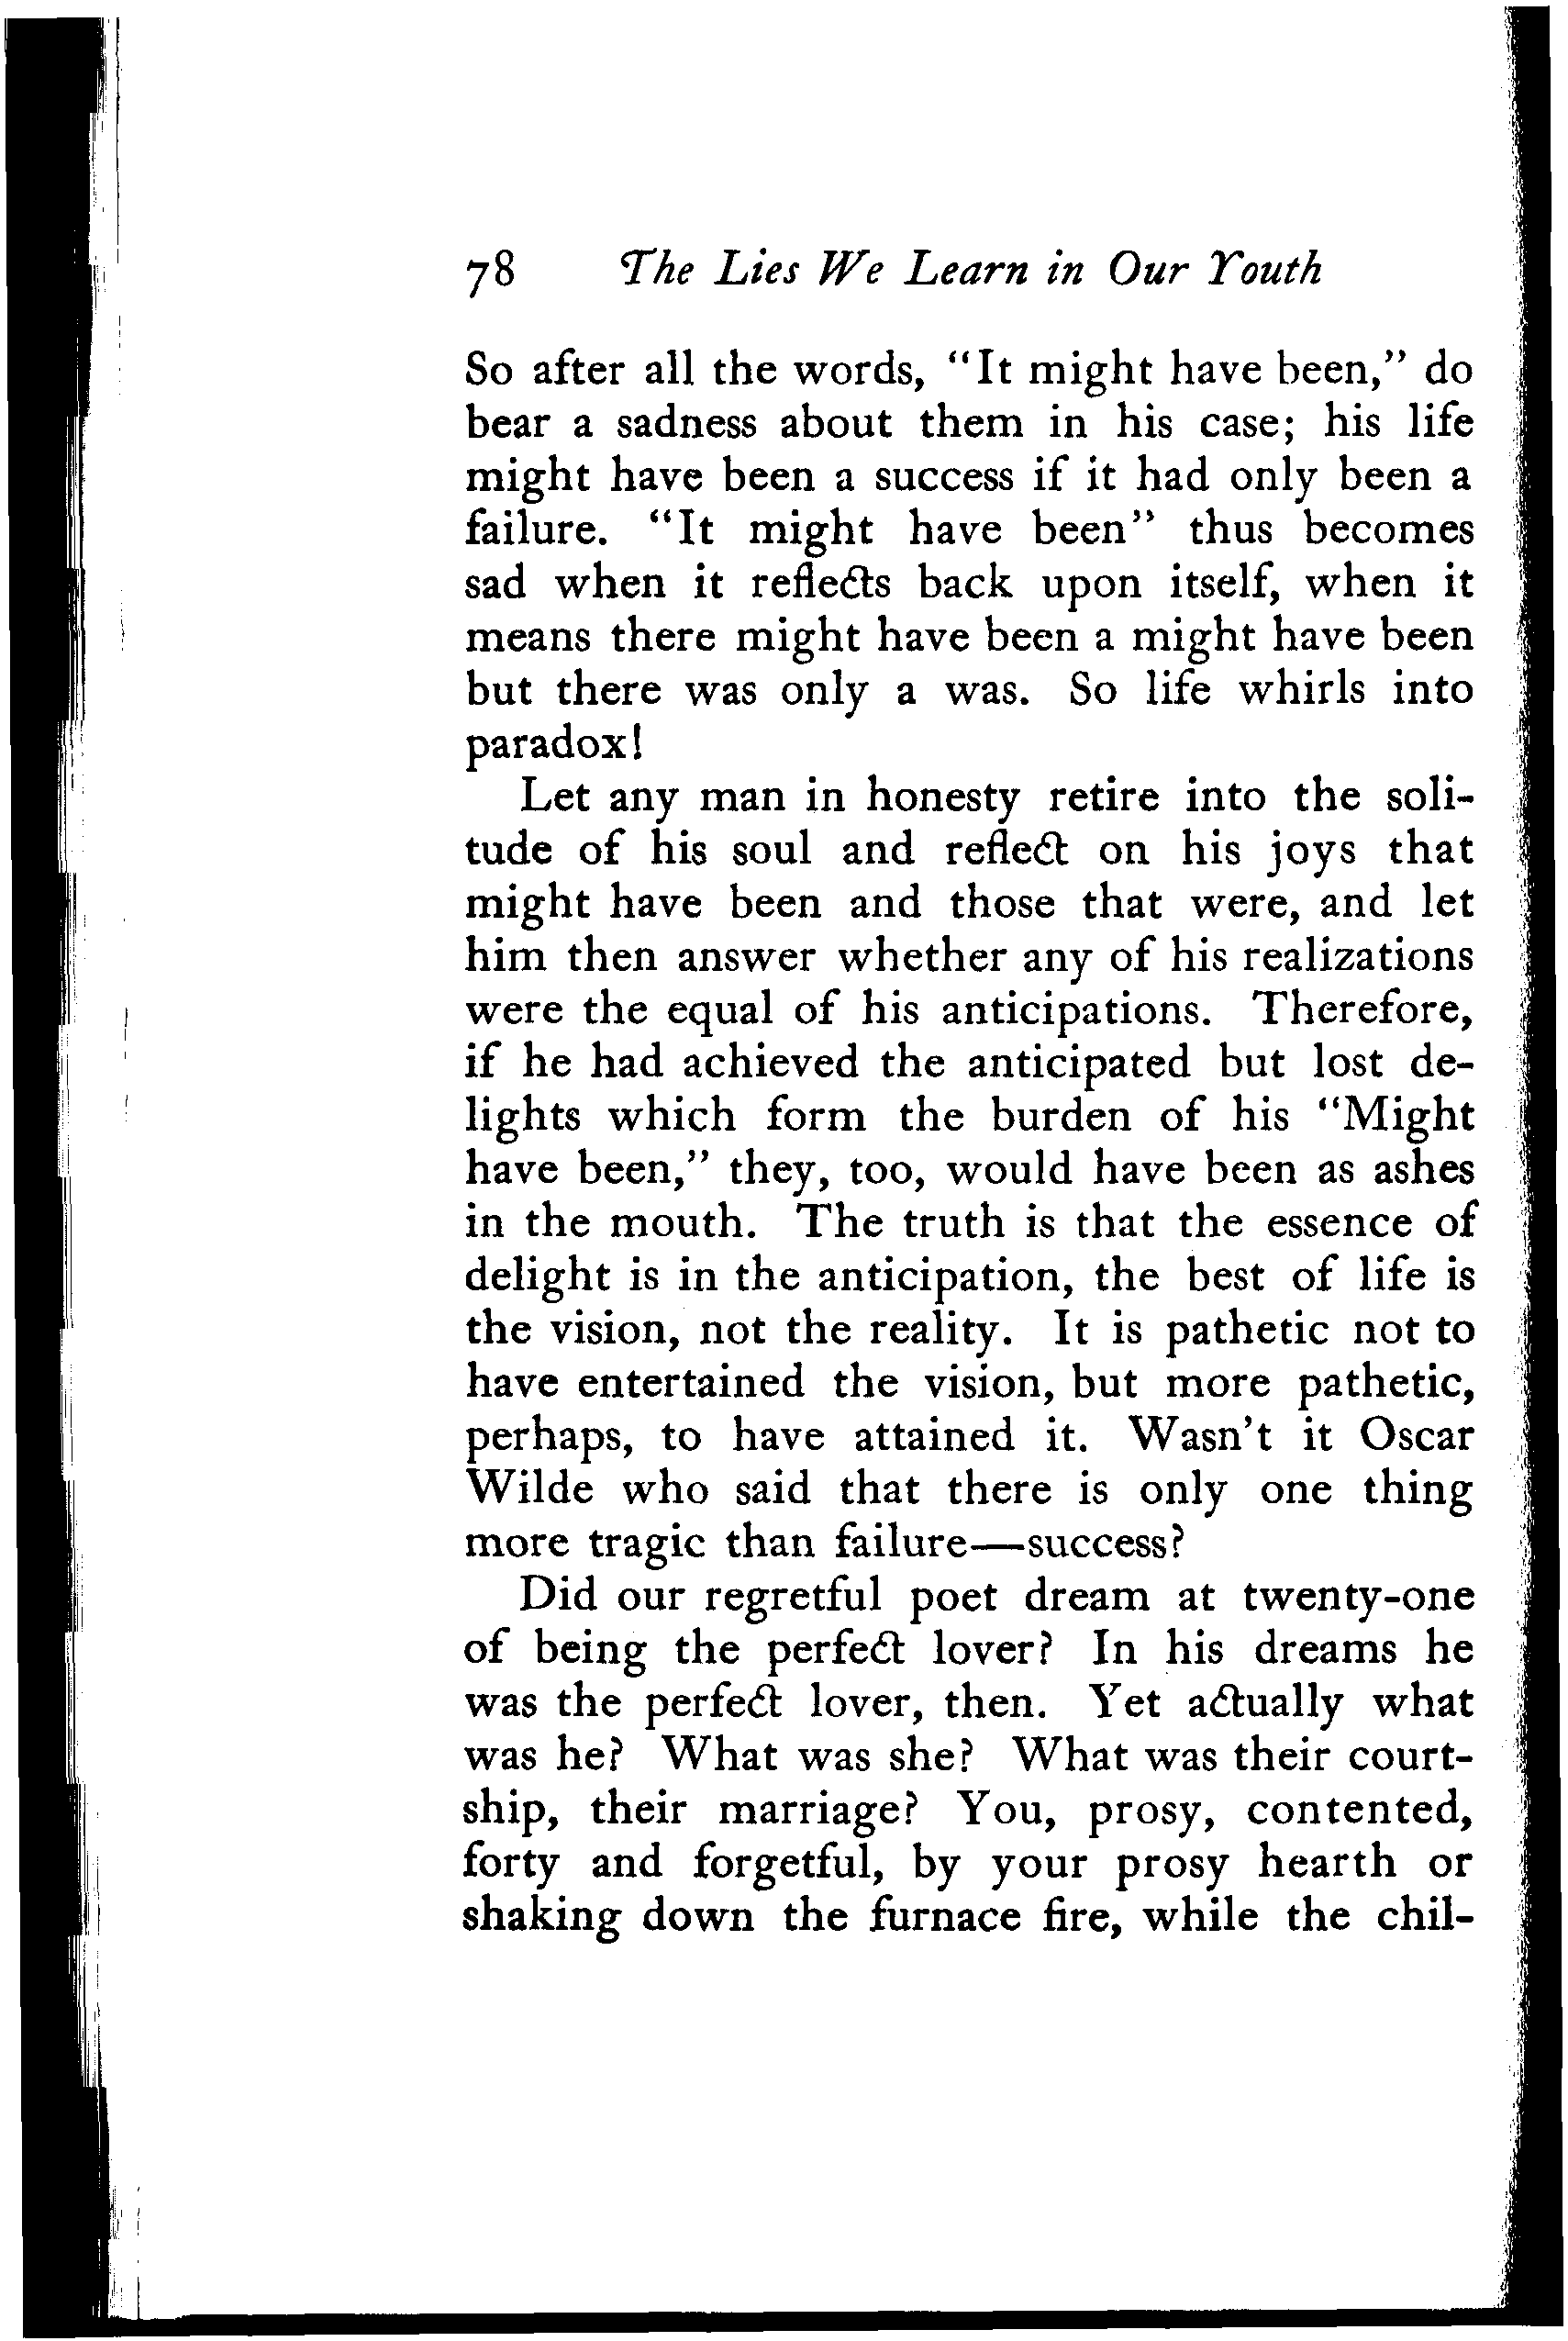 78 The Lies We Learn in Our Youth
So after all the words, "It might have been," do
bear a sadness about them in his case; his life
might have been a success if it had only been a
failure. "It might have been" thus becomes
sad when it reflects back upon itself, when it
means there might have been a might have been
but there was only a was. So life whirls into
paradox!
Let any man in honesty retire into the soli-
tude of his soul and reflect on his joys that
might have been and those that were, and let
him then answer whether any of his realizations
were the equal of his anticipations. Therefore,
if he had achieved the anticipated but lost de-
lights which form the burden of his "Might
have been," they, too, would have been as ashes
in the mouth. The truth is that the essence of
delight is in the anticipation, the best of life is
the vision, not the reality. It is pathetic not to
have entertained the vision, but more pathetic,
perhaps, to have attained it. Wasn't it Oscar
Wilde who said that there is only one thing
more tragic than failure—success?
Did our regretful poet dream at twenty-one
of being the perfect lover? In his dreams he
was the perfect lover, then. Yet actually what
was he? What was she? What was their court-
ship, their marriage? You, prosy, contented,
forty and forgetful, by your prosy hearth or
shaking down the furnace fire, while the chil-